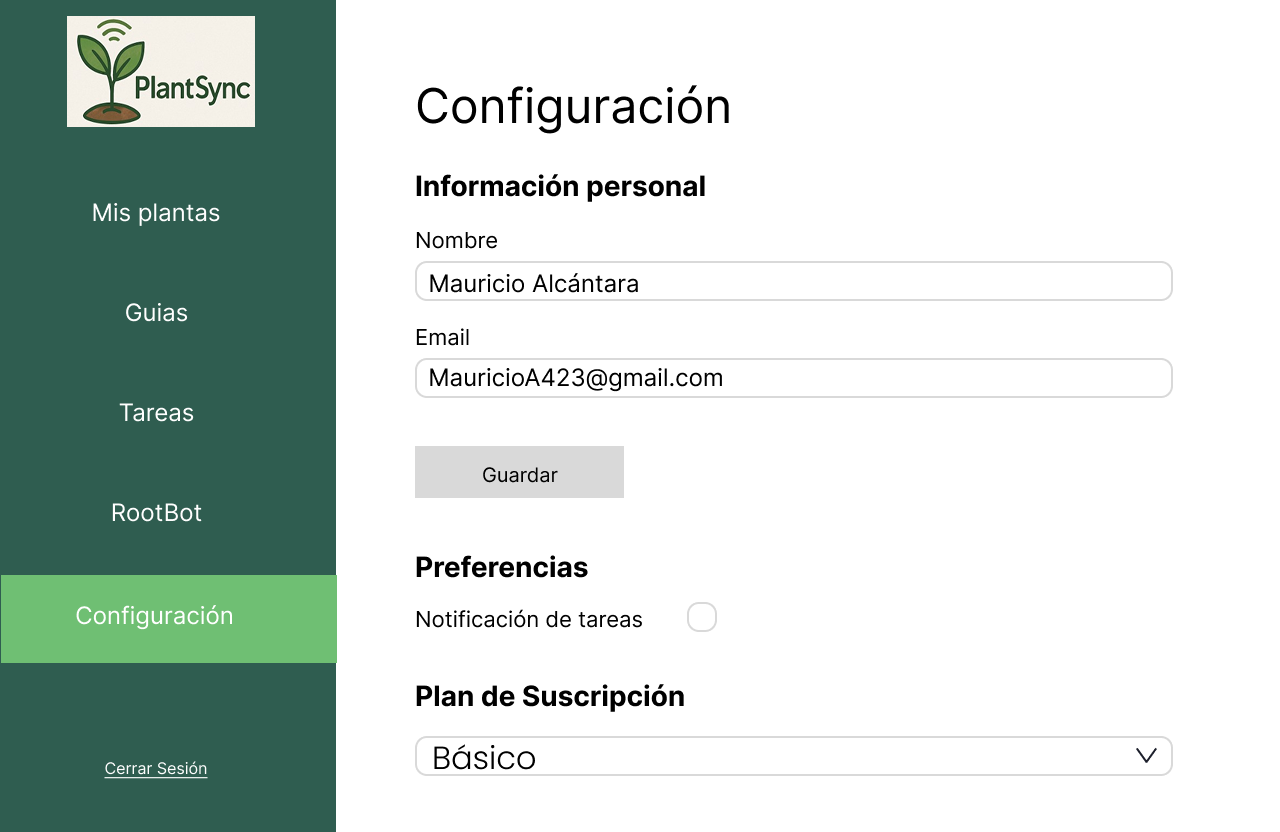 PlantSync
Mis plantas
Guias
Tareas
RootBot
Configuración
Cerrar Sesión
Configuración
Información personal
Nombre
Mauricio Alcántara
Email
MauricioA423@gmail.com
Guardar
Preferencias
Notificación de tareas
Plan de Suscripción
Básico